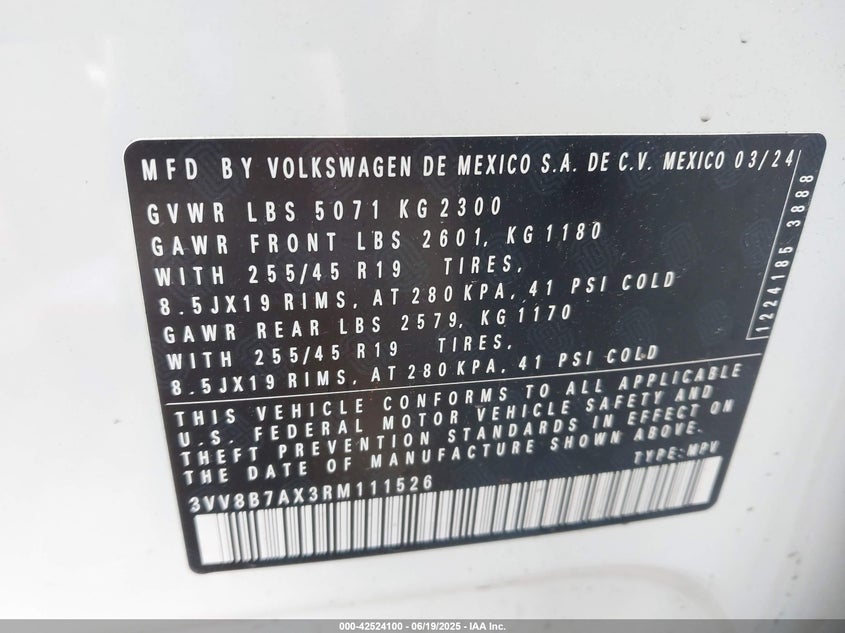 MFD BY VOLKSWAGEN DE MEXICO S.A. DE C.V. MEXICO 03/24
GVWR LBS 5071 KG 2300
GAWR FRONT LBS 2601, KG 1180
WITH 255/45 R19 TIRES,
8.5JX19 RIMS, AT 280 KPA, 41 PSI COLD
GAWR REAR LBS 2579, KG 1170
WITH 255/45 R19 TIRES,
8.5JX19 RIMS, AT 280 KPA, 41 PSI COLD
1224185 3888
THIS VEHICLE CONFORMS TO ALL APPLICABLE
U.S. FEDERAL MOTOR VEHICLE SAFETY AND
THEFT PREVENTION STANDARDS IN EFFECT ON
THE DATE OF MANUFACTURE SHOWN ABOVE.
TYPE: MPV
3VV8B7AX3RM111526
000-42524100 - 06/19/2025 - IAA Inc.